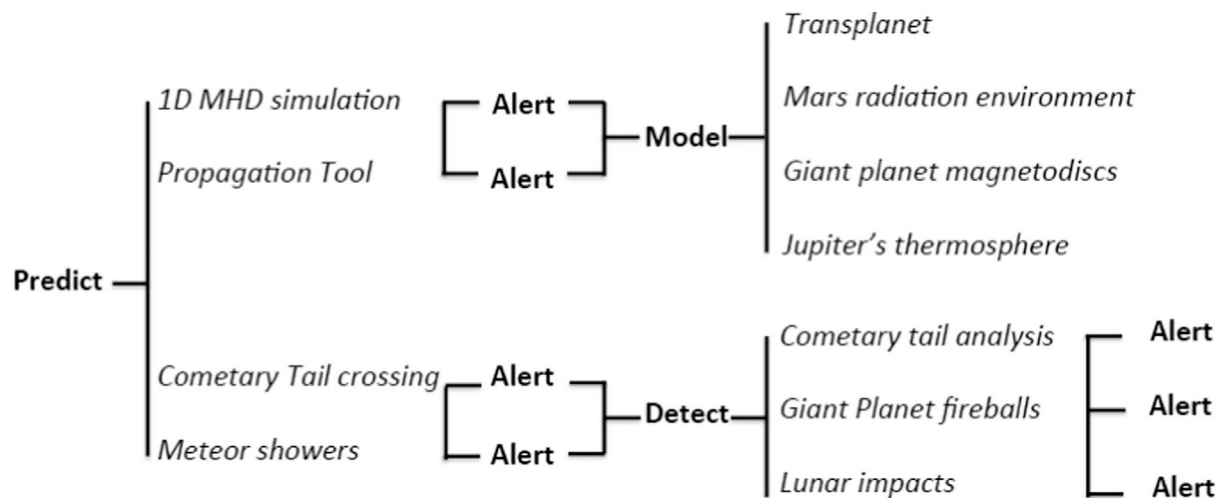 Transplanet
1D MHD simulation
Alert
Mars radiation environment
Model
Propagation Tool
Alert
Giant planet magnetodiscs
Jupiter’s thermosphere
Predict
Cometary tail analysis
Alert
Cometary Tail crossing
Alert
Detect
Giant Planet fireballs
Alert
Meteor showers
Alert
Lunar impacts
Alert